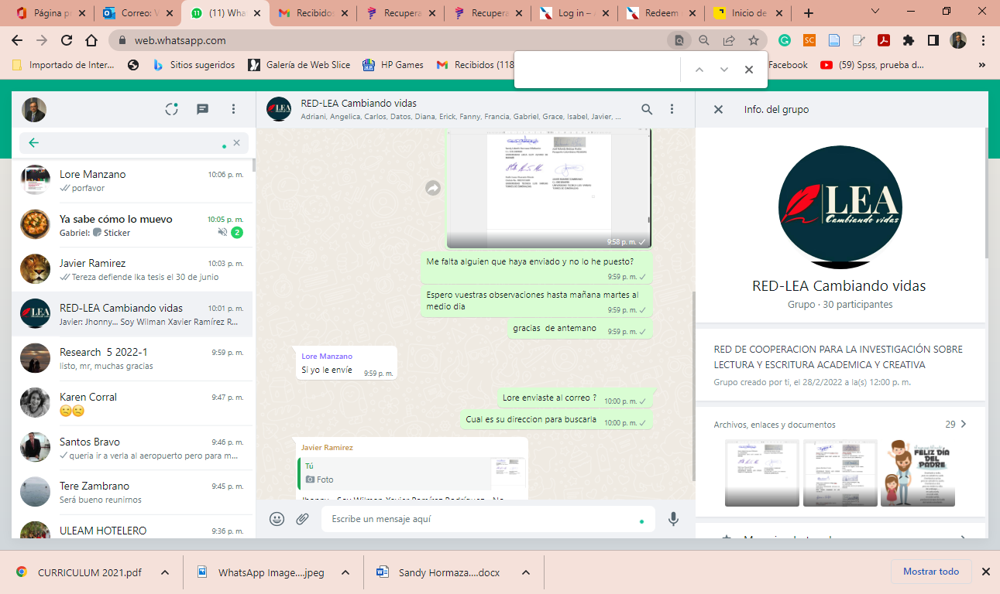 Página pr
Correo: V
(11) Wha
Recibidos
Recupera
Recupera
Log in –
Redeem
Inicio de
web.whatsapp.com
Importado de Inter...
Sitios sugeridos
Galería de Web Slice
HP Games
Recibidos (118
Facebook
(59) Spss, prueba d...
»
RED-LEA Cambiando vidas
Adriani, Angelica, Carlos, Datos, Diana, Erick, Fanny, Francia, Gabriel, Grace, Isabel, Javier, ...
Info. del grupo
Lore Manzano
10:06 p. m.
porfavor
Ya sabe cómo lo muevo
10:05 p. m.
Gabriel: Sticker
2
Javier Ramirez
10:03 p. m.
Tereza defiende lka tesis el 30 de junio
RED-LEA Cambiando vidas
10:01 p. m.
Javier: Jhonny... Soy Wilman Xavier Ramírez R...
Research 5 2022-1
9:59 p. m.
listo, mr, muchas gracias
Karen Corral
9:47 p. m.
Santos Bravo
9:46 p. m.
queria ir a verla al aeropuerto pero para m...
Tere Zambrano
9:45 p. m.
Será bueno reunirnos
ULEAM HOTELERO
9:36 p. m.
9:58 p. m.
Me falta alguien que haya enviado y no lo he puesto?
9:59 p. m.
Espero vuestras observaciones hasta mañana martes al
medio dia
9:59 p. m.
gracias de antemano
9:59 p. m.
Lore Manzano
Si yo le envíe
9:59 p. m.
Lore enviaste al correo ?
10:00 p. m.
Cual es su direccion para buscarla
10:00 p. m.
Javier Ramirez
Tú
Foto
Jhonny... Soy Wilman Xavier Ramírez Rodríguez... No
Escribe un mensaje aquí
LEA
Cambiando vidas
RED-LEA Cambiando vidas
Grupo · 30 participantes
RED DE COOPERACION PARA LA INVESTIGACIÓN SOBRE
LECTURA Y ESCRITURA ACADEMICA Y CREATIVA
Grupo creado por ti, el 28/2/2022 a la(s) 12:00 p. m.
Archivos, enlaces y documentos
29
FELIZ DÍA
DEL
PADRE
CURRICULUM 2021.pdf
WhatsApp Image....jpeg
Sandy Hormaza....docx
Mostrar todo